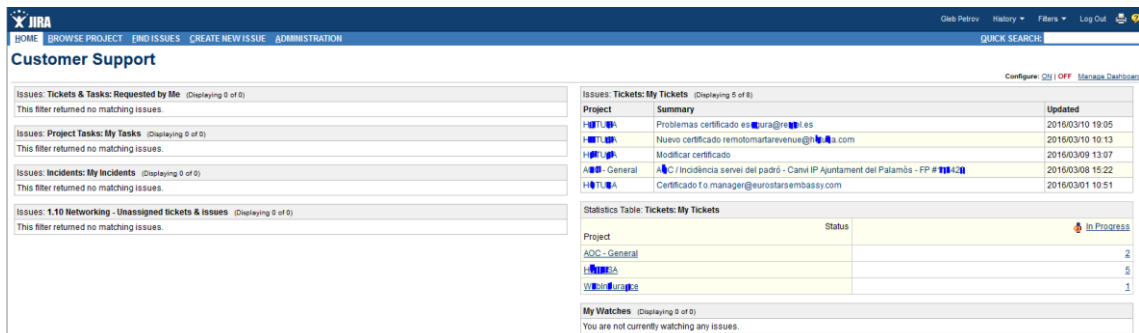 JIRA
Gleb Petrov History Filters Log Out
HOME BROWSE PROJECT FIND ISSUES CREATE NEW ISSUE ADMINISTRATION QUICK SEARCH:
Customer Support
Configure: ON | OFF Manage Dashboard
Issues: Tickets & Tasks: Requested by Me (Displaying 0 of 0)
This filter returned no matching issues.
Issues: Project Tasks: My Tasks (Displaying 0 of 0)
This filter returned no matching issues.
Issues: Incidents: My Incidents (Displaying 0 of 0)
This filter returned no matching issues.
Issues: 1.10 Networking - Unassigned tickets & issues (Displaying 0 of 0)
This filter returned no matching issues.
Issues: Tickets: My Tickets (Displaying 5 of 8)
Project Summary Updated
Problemas certificado 2016/03/10 19:05
Nuevo certificado 2016/03/10 10:13
Modificar certificado 2016/03/09 13:07
- General / Incidència servei del padró - Canvi IP Ajuntament del Palamòs - FP 2016/03/08 15:22
Certificado f.o.manager@eurostarsembassy.com 2016/03/01 10:51
Statistics Table: Tickets: My Tickets
Status In Progress
Project
AOC - General 2
5
1
My Watches (Displaying 0 of 0)
You are not currently watching any issues.